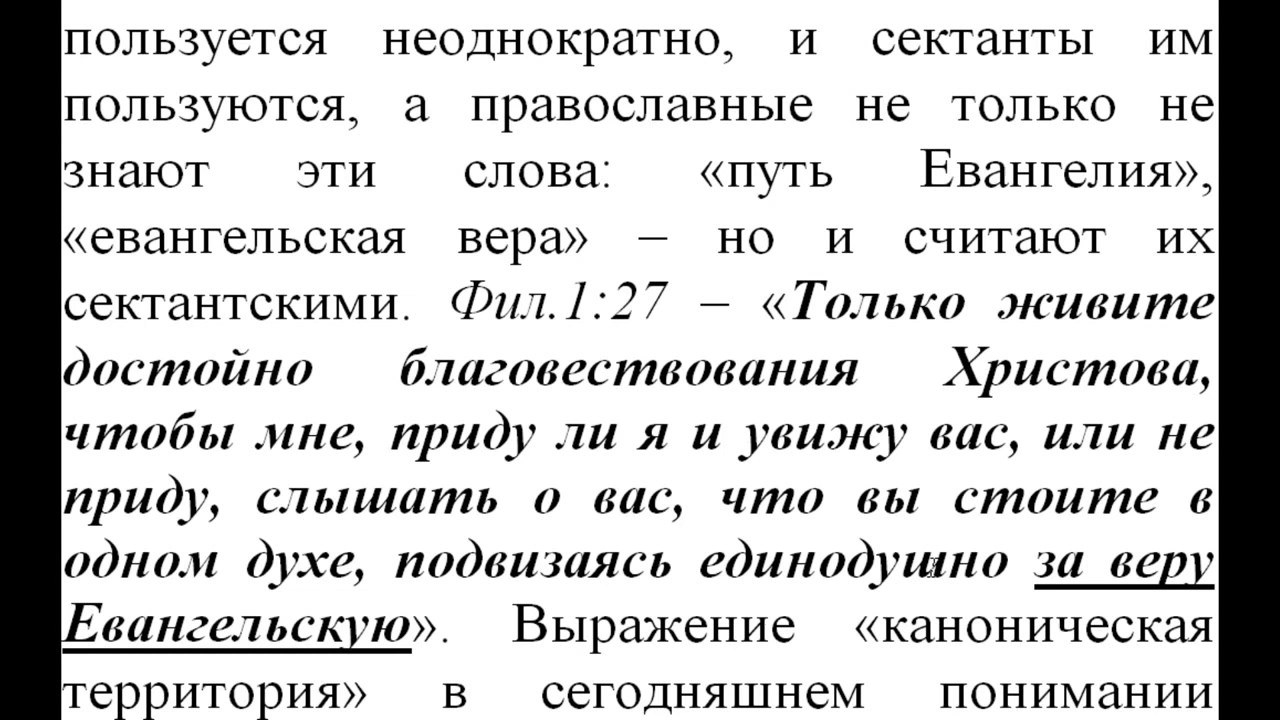 пользуется неоднократно, и сектанты им
пользуются, а православные не только не
знают эти слова: «путь Евангелия»,
«евангельская вера» – но и считают их
сектантскими. Фил.1:27 – «Только живите
достойно благовествования Христова,
чтобы мне, приду ли я и увижу вас, или не
приду, слышать о вас, что вы стоите в
одном духе, подвизаясь единодушно за веру
Евангельскую». Выражение «каноническая
территория» в сегодняшнем понимании